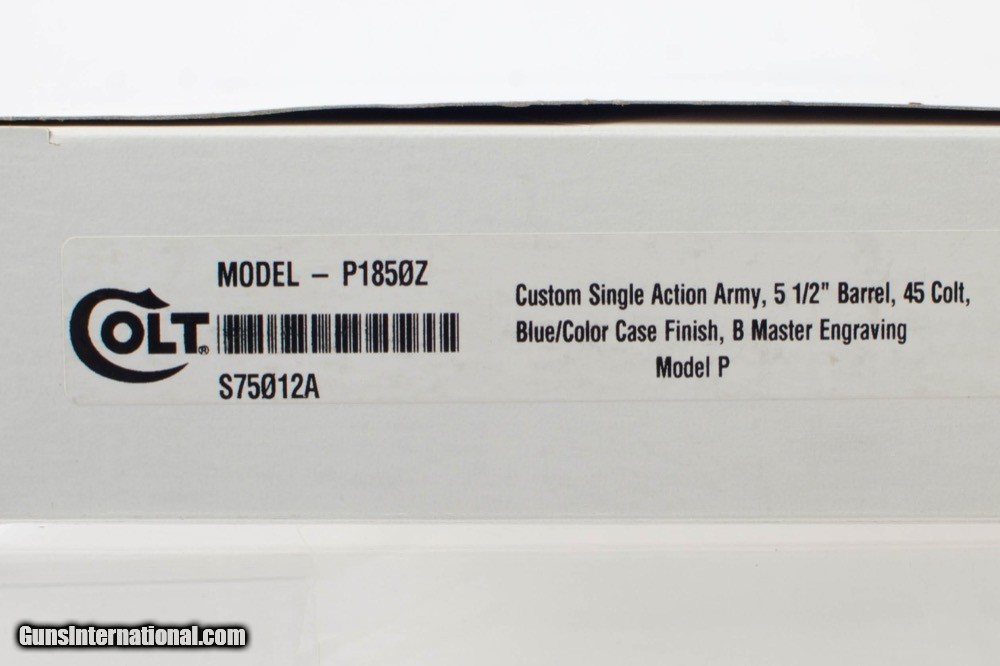 MODEL – P1850Z
COLT®
S75012A
Custom Single Action Army, 5 1/2" Barrel, 45 Colt,
Blue/Color Case Finish, B Master Engraving
Model P
GunsInternational.com